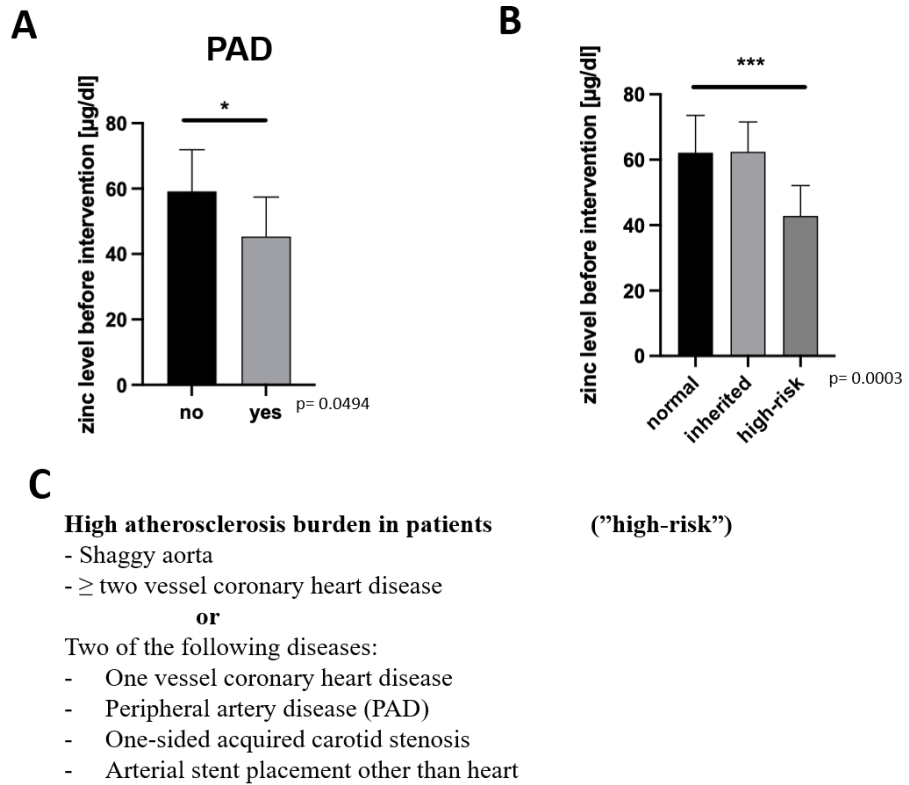 A
PAD
zinc level before intervention [µg/dl]
*
80
60
40
20
0
no yes
p= 0.0494
B
zinc level before intervention [µg/dl]
***
80
60
40
20
0
normal inherited high-risk
p= 0.0003
C
High atherosclerosis burden in patients (”high-risk”)
- Shaggy aorta
- ≥ two vessel coronary heart disease
or
Two of the following diseases:
- One vessel coronary heart disease
- Peripheral artery disease (PAD)
- One-sided acquired carotid stenosis
- Arterial stent placement other than heart